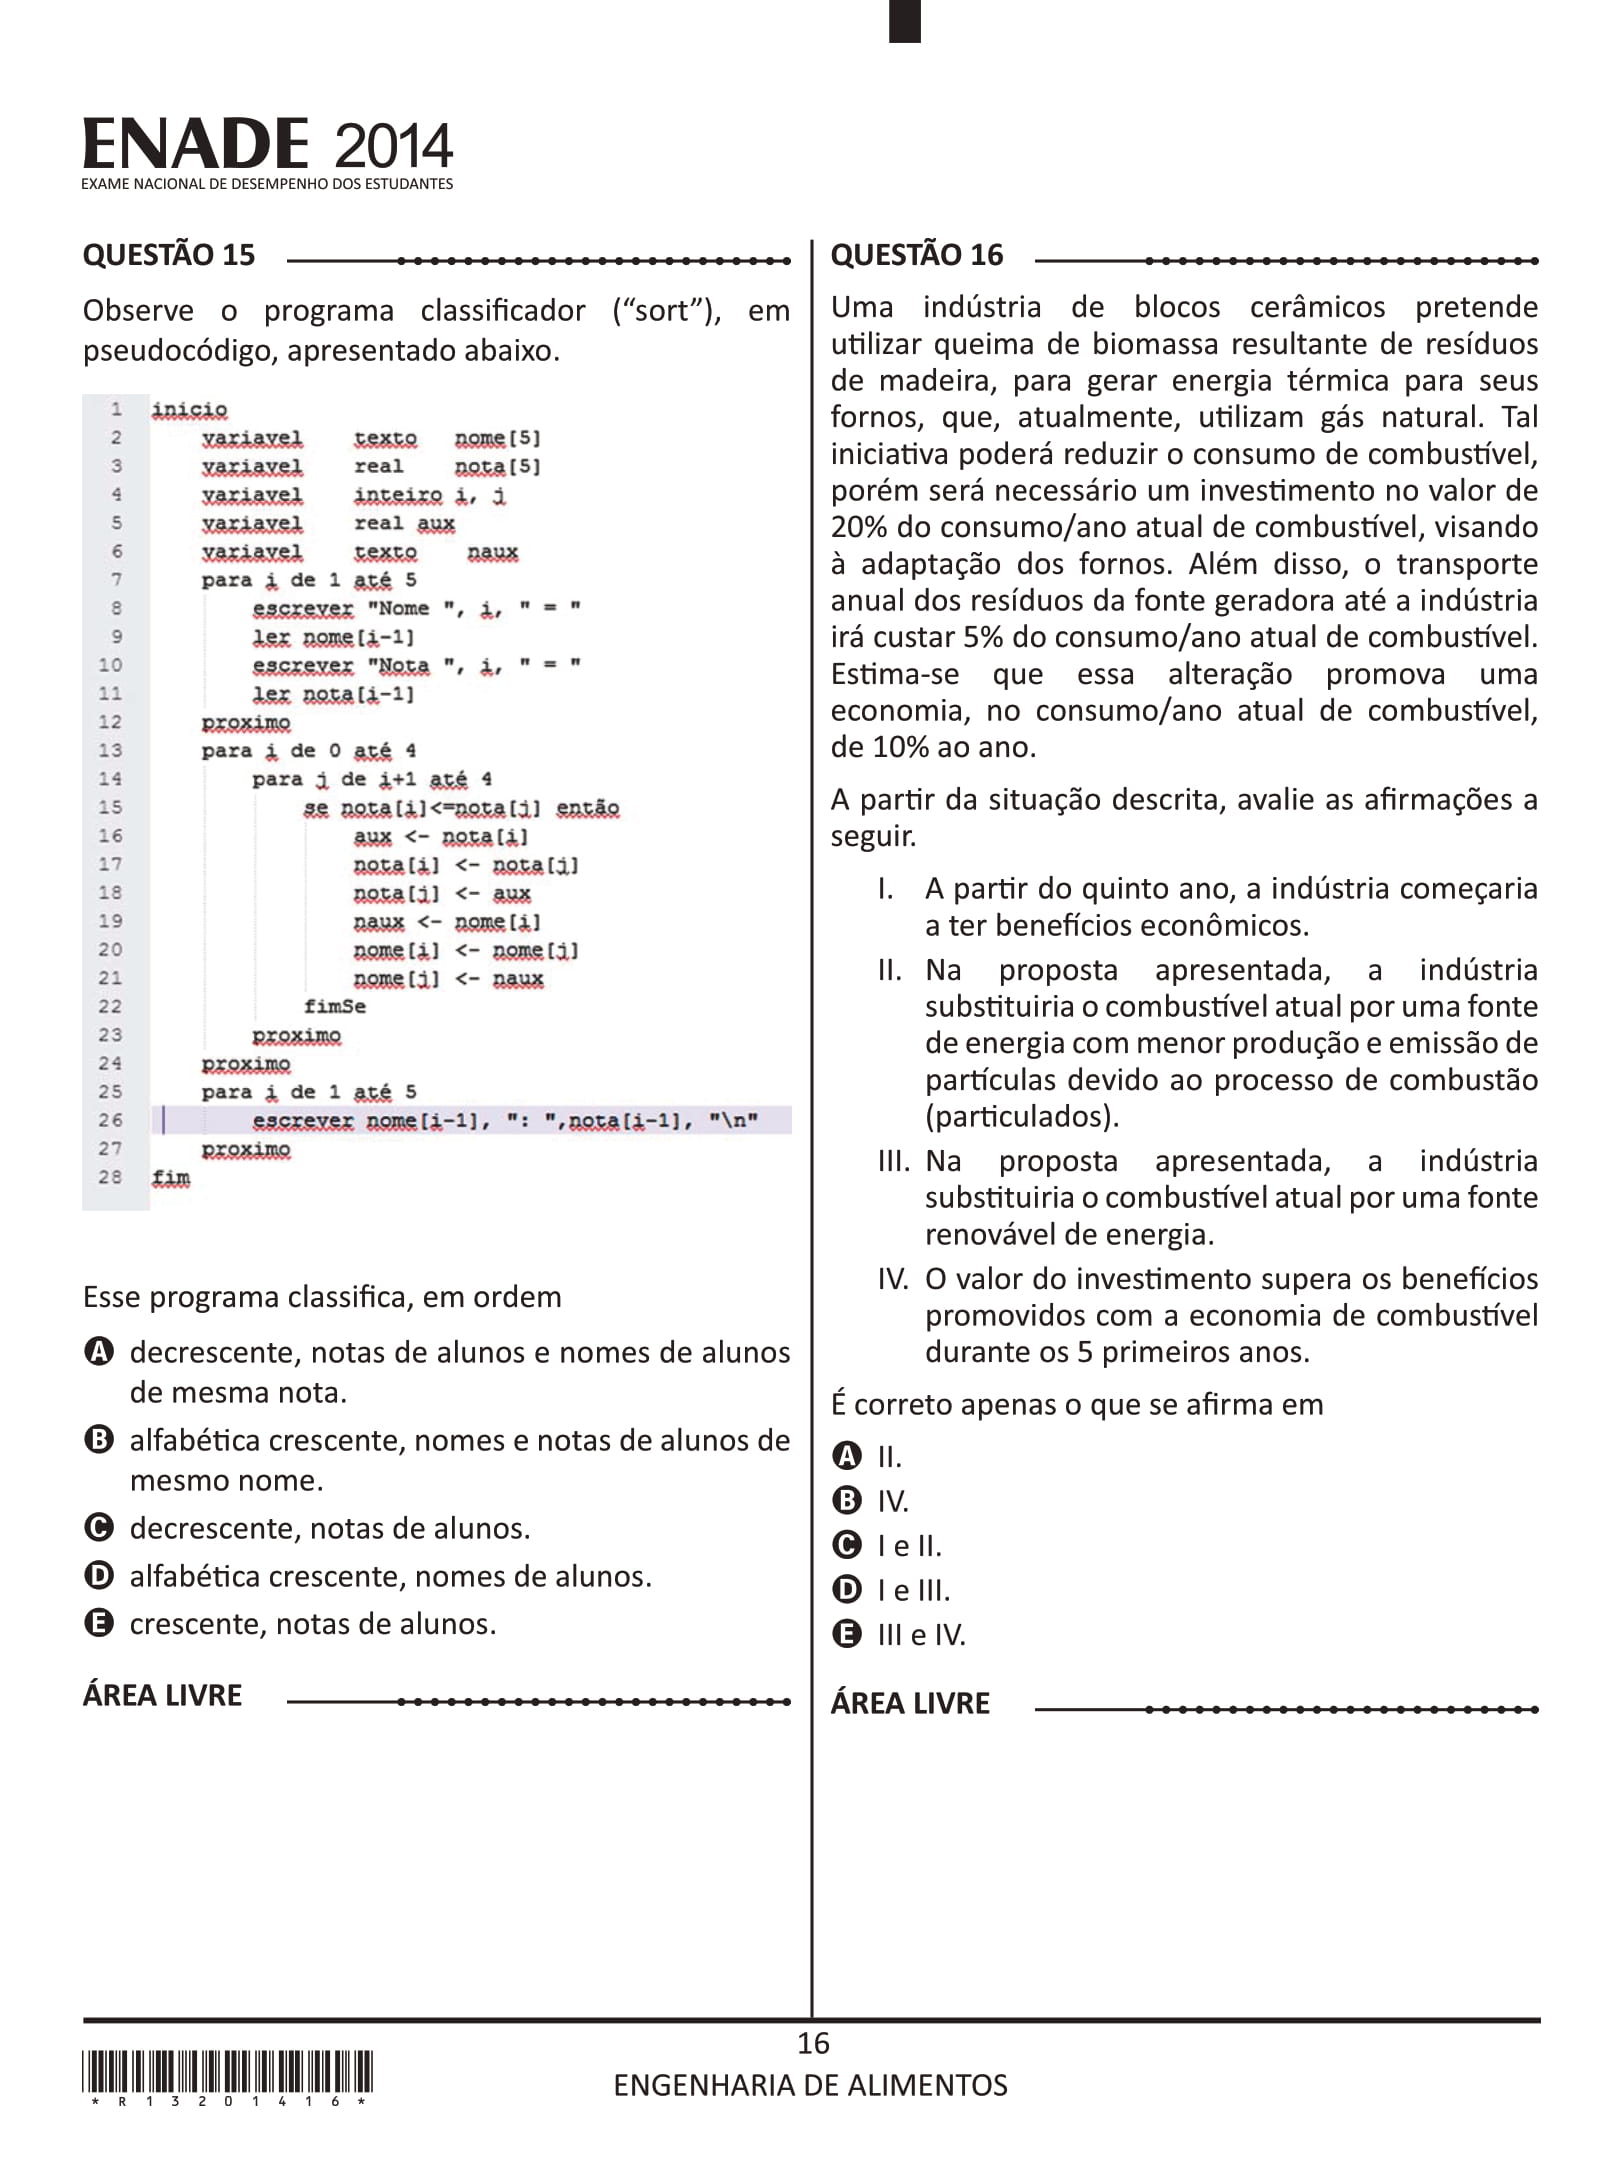 ENADE 2014
EXAME NACIONAL DE DESEMPENHO DOS ESTUDANTES
QUESTÃO 15
Observe o programa classificador (“sort”), em
pseudocódigo, apresentado abaixo.
1 inicio
2 variavel texto nome[5]
3 variavel real nota[5]
4 variavel inteiro i, j
5 variavel real aux
6 variavel texto naux
7 para i de 1 até 5
8 escrever "Nome ", i, " = "
9 ler nome[i-1]
10 escrever "Nota ", i, " = "
11 ler nota[i-1]
12 proximo
13 para i de 0 até 4
14 para j de i+1 até 4
15 se nota[i]<=nota[j] então
16 aux <- nota[i]
17 nota[i] <- nota[j]
18 nota[j] <- aux
19 naux <- nome[i]
20 nome[i] <- nome[j]
21 nome[j] <- naux
22 fimSe
23 proximo
24 proximo
25 para i de 1 até 5
26 escrever nome[i-1], ": ",nota[i-1], "\n"
27 proximo
28 fim
Esse programa classifica, em ordem
A decrescente, notas de alunos e nomes de alunos
de mesma nota.
B alfabética crescente, nomes e notas de alunos de
mesmo nome.
C decrescente, notas de alunos.
D alfabética crescente, nomes de alunos.
E crescente, notas de alunos.
ÁREA LIVRE
QUESTÃO 16
Uma indústria de blocos cerâmicos pretende
utilizar queima de biomassa resultante de resíduos
de madeira, para gerar energia térmica para seus
fornos, que, atualmente, utilizam gás natural. Tal
iniciativa poderá reduzir o consumo de combustível,
porém será necessário um investimento no valor de
20% do consumo/ano atual de combustível, visando
à adaptação dos fornos. Além disso, o transporte
anual dos resíduos da fonte geradora até a indústria
irá custar 5% do consumo/ano atual de combustível.
Estima-se que essa alteração promova uma
economia, no consumo/ano atual de combustível,
de 10% ao ano.
A partir da situação descrita, avalie as afirmações a
seguir.
I. A partir do quinto ano, a indústria começaria
a ter benefícios econômicos.
II. Na proposta apresentada, a indústria
substituiria o combustível atual por uma fonte
de energia com menor produção e emissão de
partículas devido ao processo de combustão
(particulados).
III. Na proposta apresentada, a indústria
substituiria o combustível atual por uma fonte
renovável de energia.
IV. O valor do investimento supera os benefícios
promovidos com a economia de combustível
durante os 5 primeiros anos.
É correto apenas o que se afirma em
A II.
B IV.
C I e II.
D I e III.
E III e IV.
ÁREA LIVRE
16
ENGENHARIA DE ALIMENTOS
*R13201416*